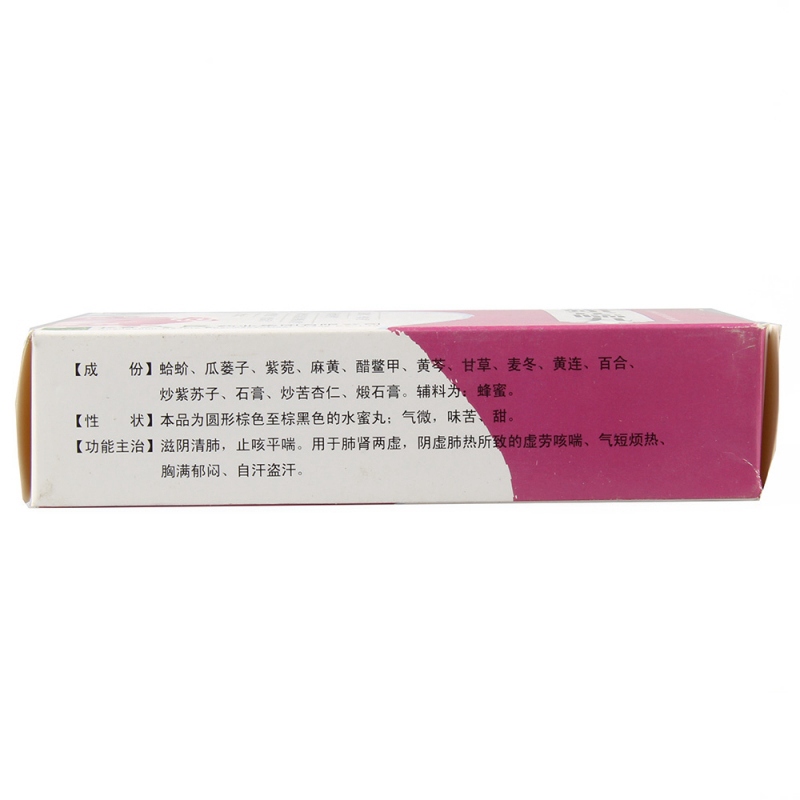 【成　份】蛤蚧、瓜蒌子、紫菀、麻黄、醋鳖甲、黄芩、甘草、麦冬、黄连、百合、
炒紫苏子、石膏、炒苦杏仁、煅石膏。辅料为：蜂蜜。
【性　状】本品为圆形棕色至棕黑色的水蜜丸；气微，味苦、甜。
【功能主治】滋阴清肺，止咳平喘。用于肺肾两虚，阴虚肺热所致的虚劳咳喘、气短烦热、
胸满郁闷、自汗盗汗。